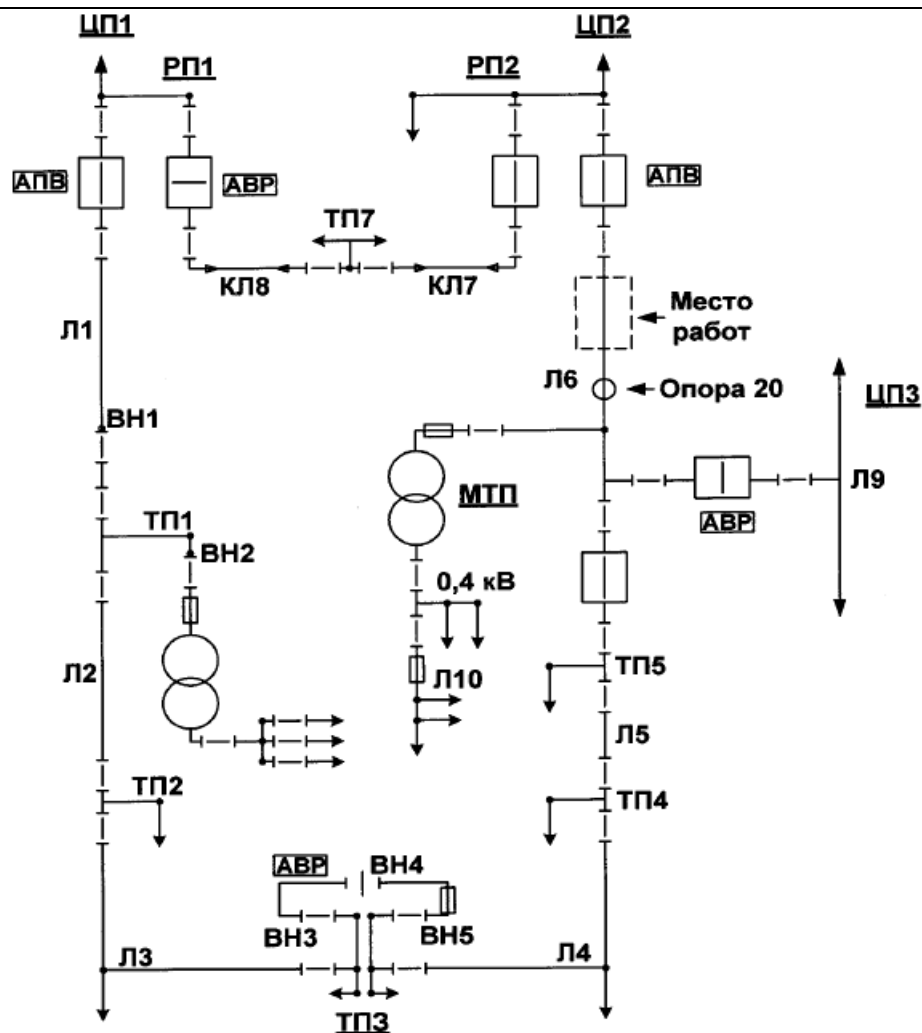 ЦП1
ЦП2
РП1
РП2
АПВ
АВР
АПВ
ТП7
КЛ8
КЛ7
Место
работ
Л1
Л6
Опора 20
ЦП3
ВН1
МТП
Л9
АВР
ТП1
ВН2
0,4 кВ
Л2
Л10
ТП5
Л5
ТП2
ТП4
АВР
ВН4
ВН3
ВН5
Л3
Л4
ТП3